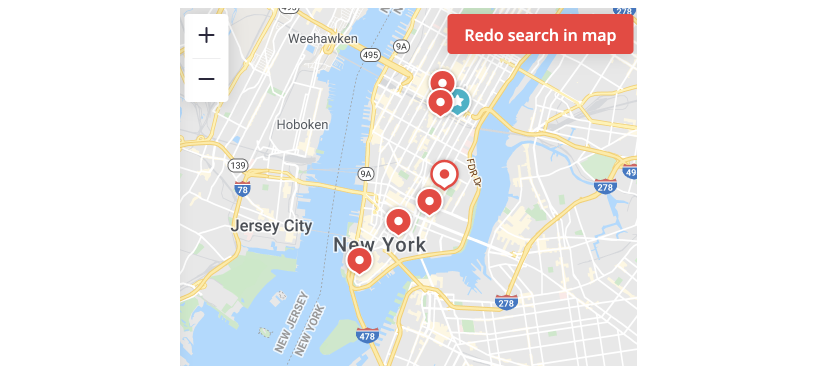 495
278
Weehawken
9A
Redo search in map
495
+
−
Hoboken
139
9A
FDR Dr
78
278
Jersey City
New York
NEW JERSEY
NEW YORK
278
478